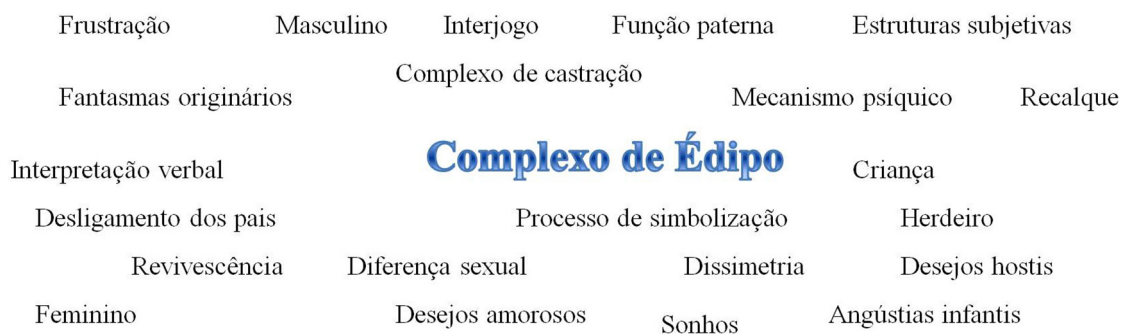 Frustração Masculino Interjogo Função paterna Estruturas subjetivas
Complexo de castração
Fantasmas originários Mecanismo psíquico Recalque
Complexo de Édipo
Interpretação verbal Criança
Desligamento dos pais Processo de simbolização Herdeiro
Revivescência Diferença sexual Dissimetria Desejos hostis
Feminino Desejos amorosos Sonhos Angústias infantis